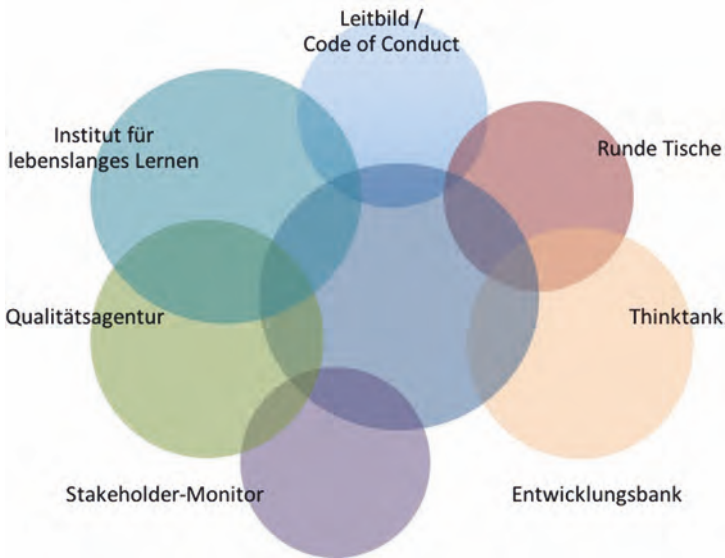 Leitbild /
Code of Conduct
Institut für
lebenslanges Lernen
Runde Tische
Qualitätsagentur
Thinktank
Stakeholder-Monitor
Entwicklungsbank